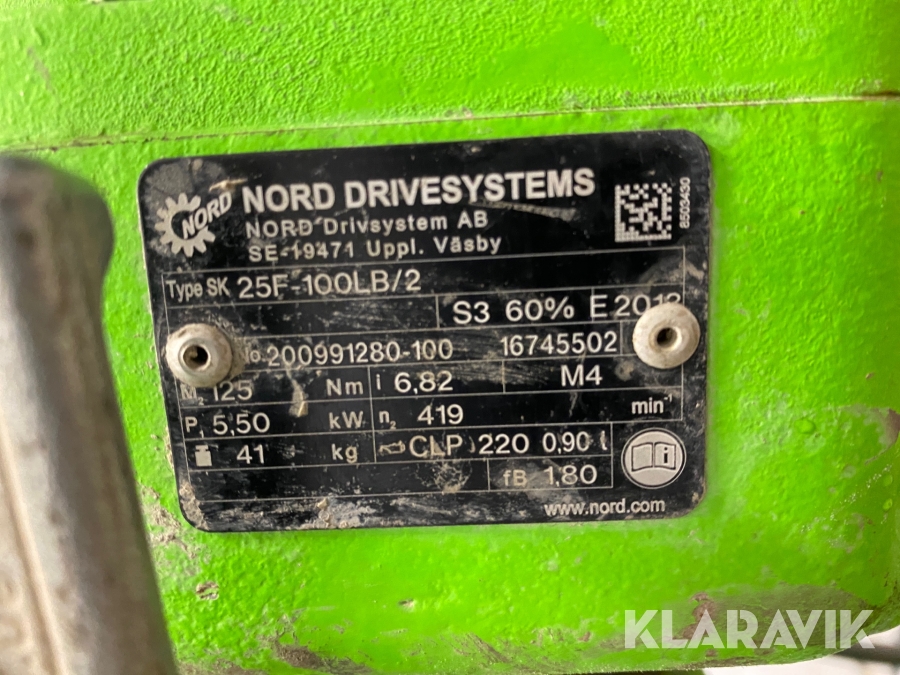 NORD
NORD DRIVESYSTEMS
NORD Drivsystem AB
SE-19471 Uppl. Väsby
8503430
Type SK 25F-100LB/2
S3 60% E
No. 200991280-100 16745502
M₂ 125 Nm i 6,82 M4
P₁ 5,50 kW n₂ 419 min⁻¹
41 kg CLP 220 0,90 l
fB 1,80
i
www.nord.com
KLARAVIK